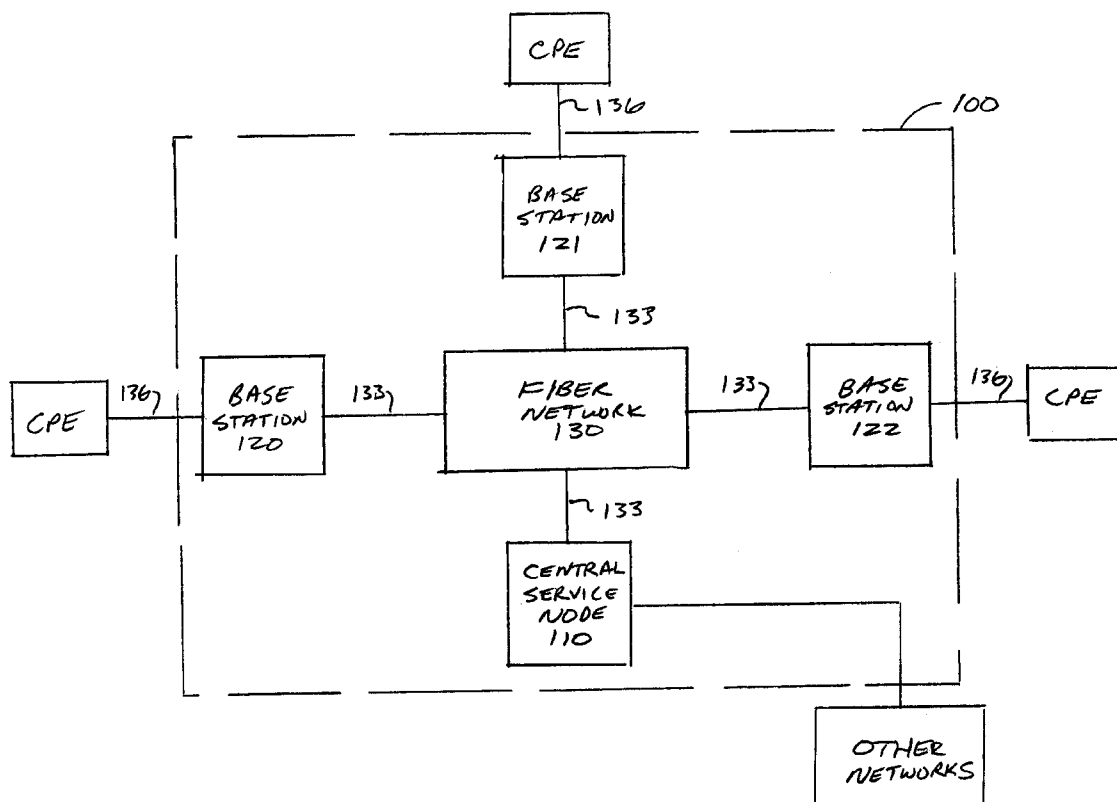 CPE
136
100
BASE
STATION
121
133
CPE
136
BASE
STATION
120
133
FIBER
NETWORK
130
133
BASE
STATION
122
136
CPE
133
CENTRAL
SERVICE
NODE
110
OTHER
NETWORKS